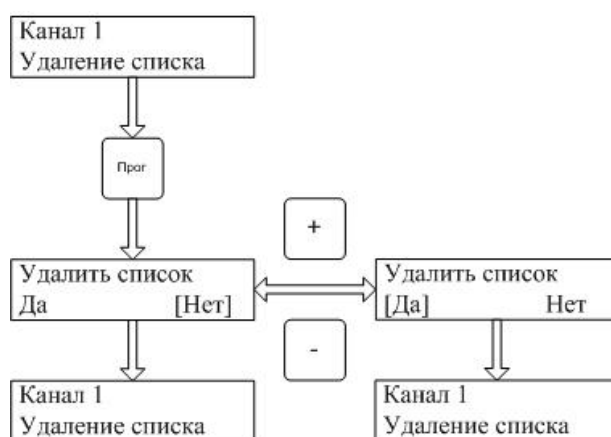 Канал 1
Удаление списка
Прог
+
Удалить список
Да [Нет]
Удалить список
[Да] Нет
-
Канал 1
Удаление списка
Канал 1
Удаление списка